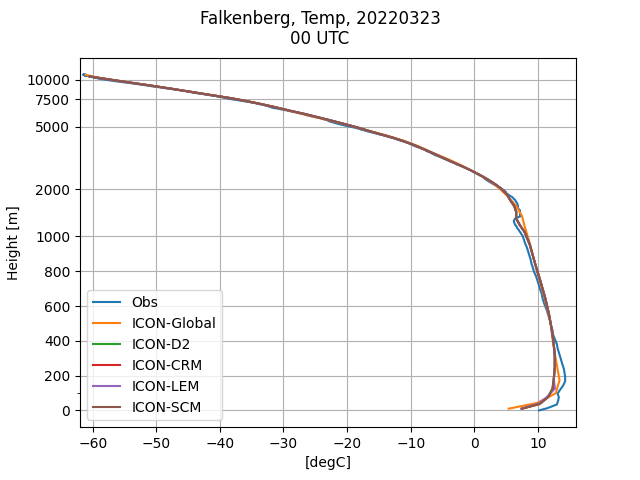 Falkenberg, Temp, 20220323
00 UTC
Height [m]
10000
7500
5000
2000
1000
800
600
400
200
0
Obs
ICON-Global
ICON-D2
ICON-CRM
ICON-LEM
ICON-SCM
−60 −50 −40 −30 −20 −10 0 10
[degC]